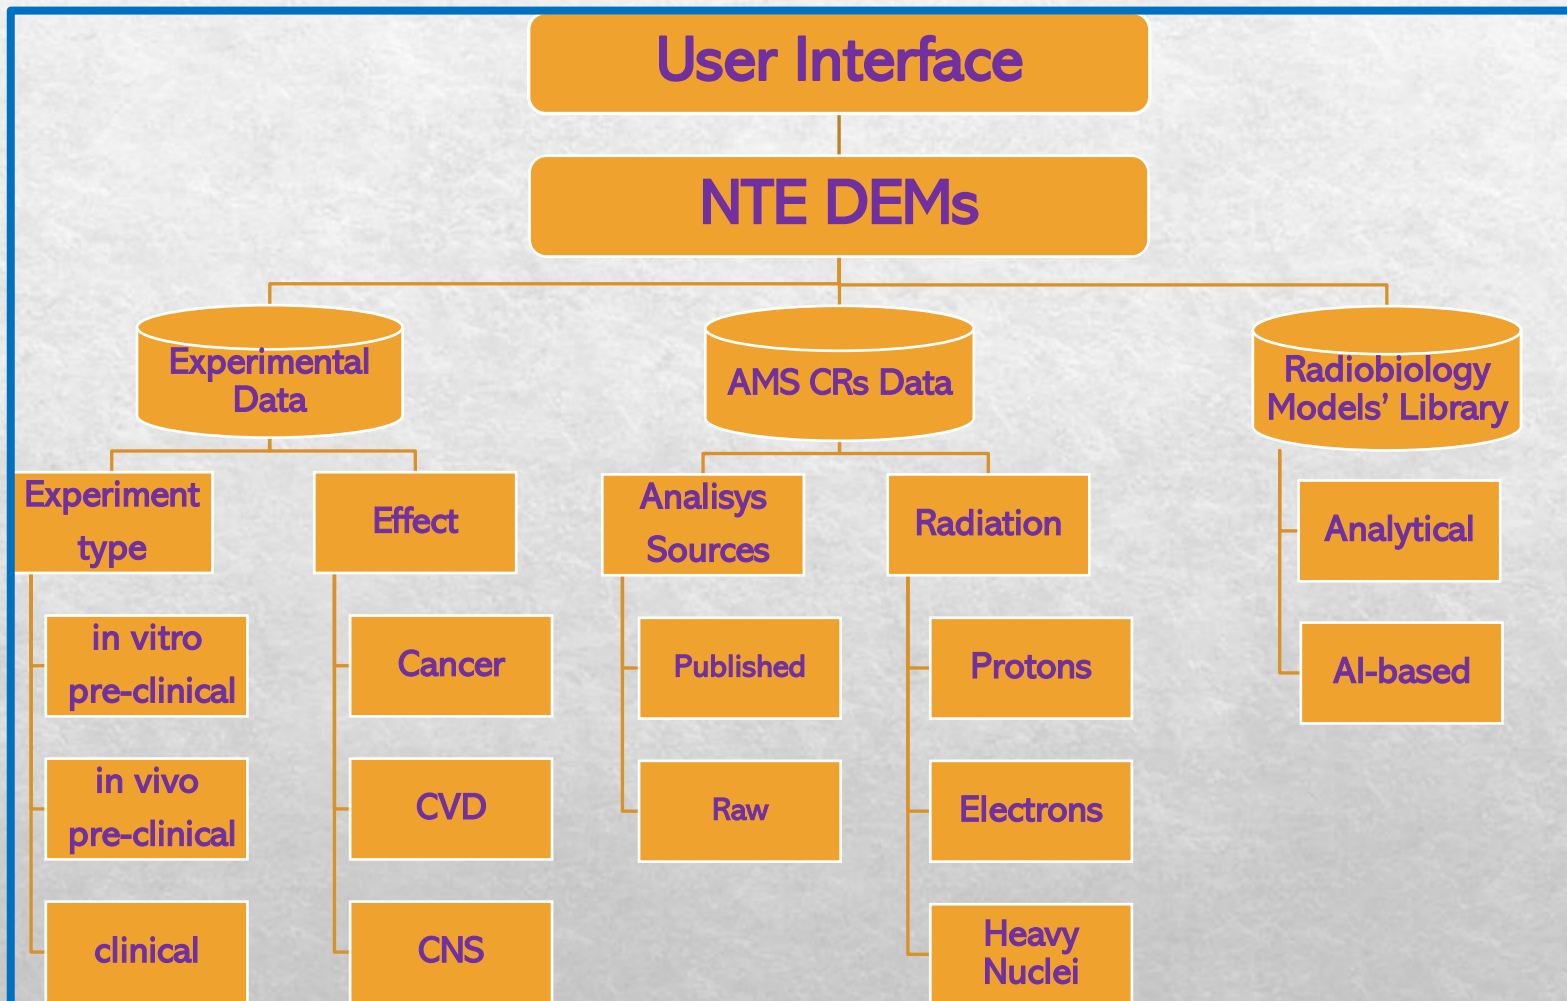 User Interface
NTE DEMs
Experimental
Data
AMS CRs Data
Radiobiology
Models’ Library
Experiment
type
Effect
Analisys
Sources
Radiation
Analytical
in vitro
pre-clinical
Cancer
Published
Protons
AI-based
in vivo
pre-clinical
CVD
Raw
Electrons
clinical
CNS
Heavy
Nuclei